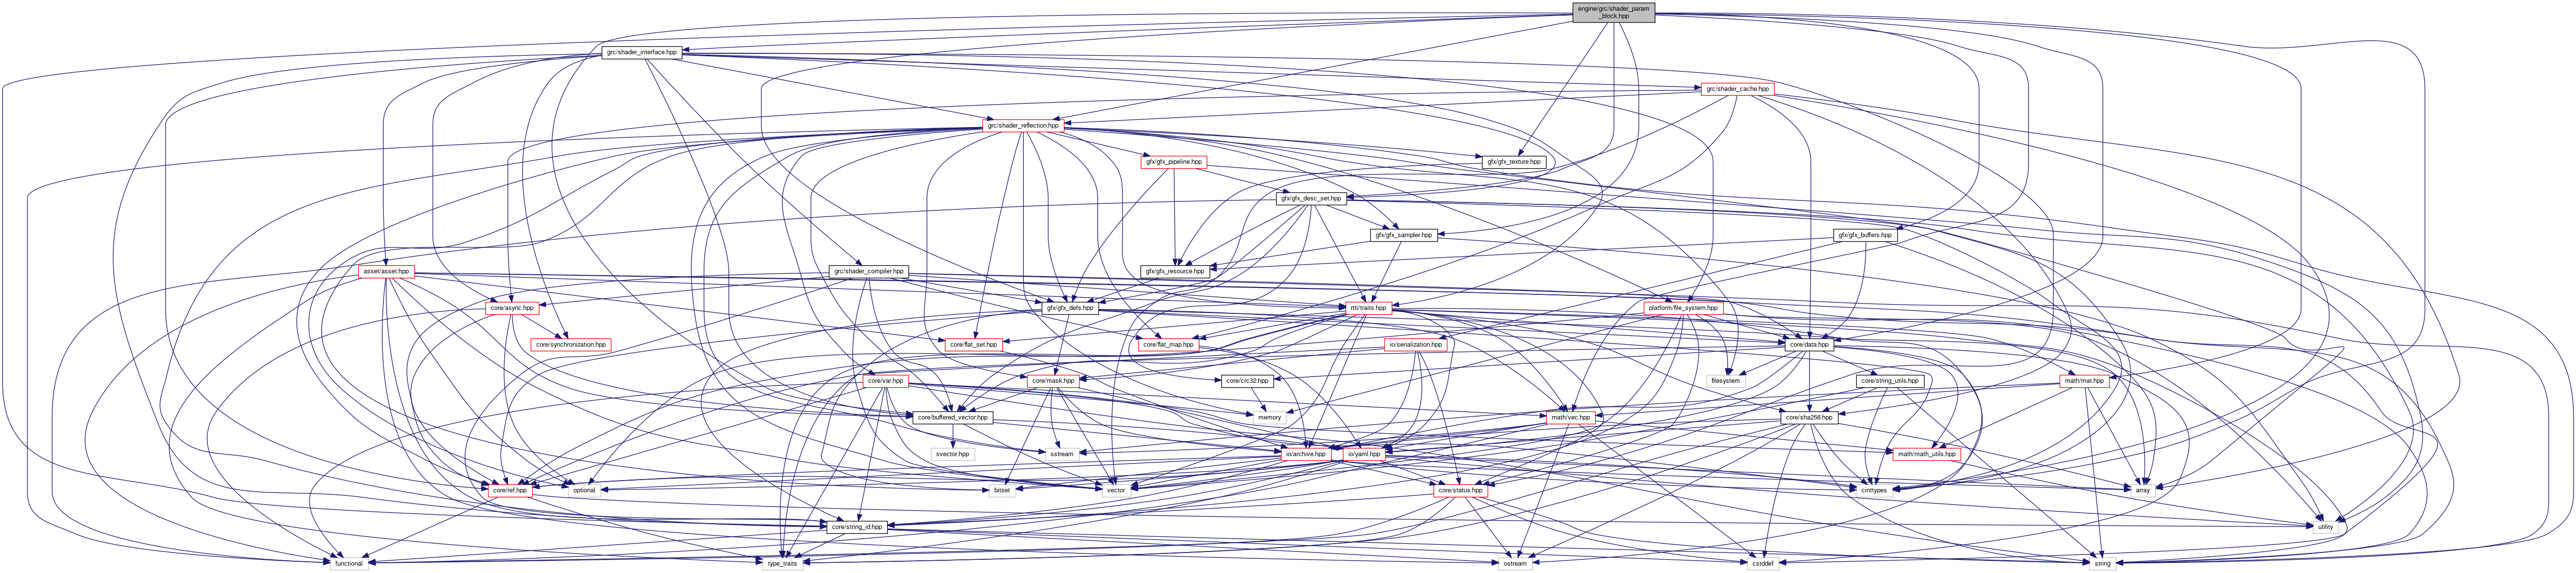 engine/grc/shader_param
_block.hpp
grc/shader_interface.hpp
grc/shader_cache.hpp
grc/shader_reflection.hpp
gfx/gfx_pipeline.hpp
gfx/gfx_texture.hpp
gfx/gfx_desc_set.hpp
gfx/gfx_sampler.hpp
gfx/gfx_buffers.hpp
asset/asset.hpp
grc/shader_compiler.hpp
gfx/gfx_resource.hpp
core/async.hpp
gfx/gfx_defs.hpp
rtti/traits.hpp
platform/file_system.hpp
core/synchronization.hpp
core/flat_set.hpp
core/flat_map.hpp
io/serialization.hpp
core/data.hpp
core/var.hpp
core/mask.hpp
core/crc32.hpp
filesystem
core/string_utils.hpp
math/mat.hpp
core/buffered_vector.hpp
memory
math/vec.hpp
core/sha256.hpp
svector.hpp
sstream
io/archive.hpp
io/yaml.hpp
math/math_utils.hpp
core/ref.hpp
optional
bitset
vector
core/status.hpp
cinttypes
array
core/string_id.hpp
utility
functional
type_traits
ostream
cstddef
string